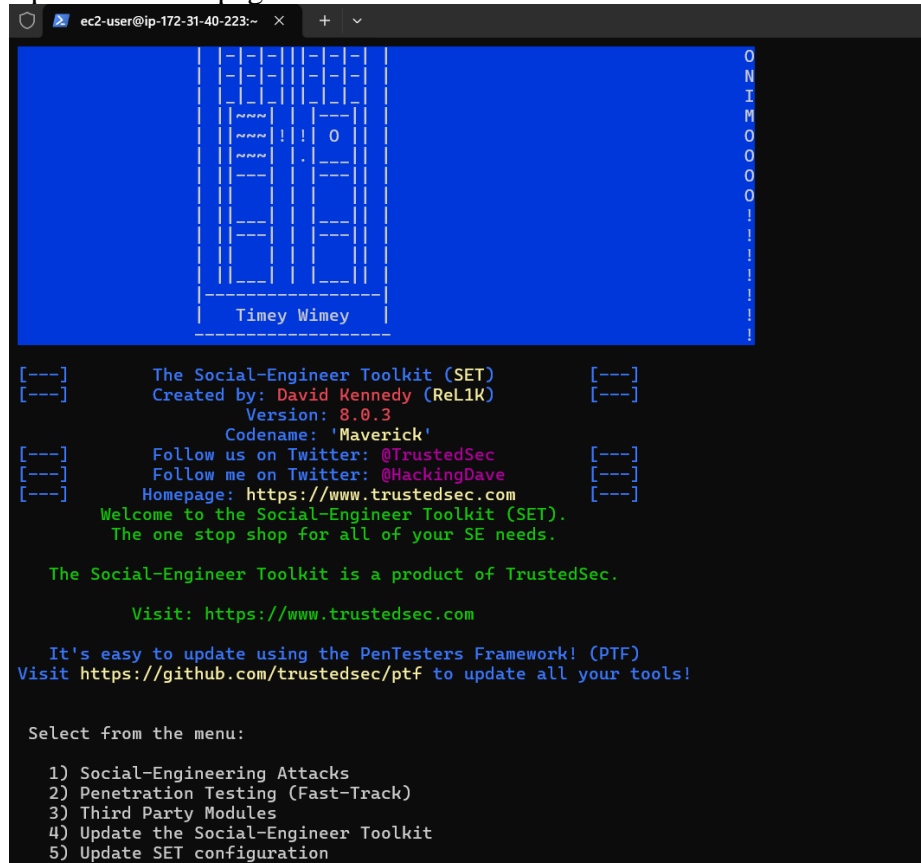 ec2-user@ip-172-31-40-223:~ × + ⌄
| |-|-|-|||-|-|-| | O
| |-|-|-|||-|-|-| | N
| |_|_|_|||_|_|_| | I
| ||~~~| | |---|| | M
| ||~~~|!|!| O || | O
| ||~~~| |.|___|| | O
| ||---| | |---|| | O
| || | | | || | O
| ||___| | |___|| | !
| ||---| | |---|| | !
| || | | | || | !
| ||___| | |___|| | !
|-----------------| !
| Timey Wimey | !
------------------- !
[---] The Social-Engineer Toolkit (SET) [---]
[---] Created by: David Kennedy (ReL1K) [---]
Version: 8.0.3
Codename: 'Maverick'
[---] Follow us on Twitter: @TrustedSec [---]
[---] Follow me on Twitter: @HackingDave [---]
[---] Homepage: https://www.trustedsec.com [---]
Welcome to the Social-Engineer Toolkit (SET).
The one stop shop for all of your SE needs.
The Social-Engineer Toolkit is a product of TrustedSec.
Visit: https://www.trustedsec.com
It's easy to update using the PenTesters Framework! (PTF)
Visit https://github.com/trustedsec/ptf to update all your tools!
Select from the menu:
1) Social-Engineering Attacks
2) Penetration Testing (Fast-Track)
3) Third Party Modules
4) Update the Social-Engineer Toolkit
5) Update SET configuration